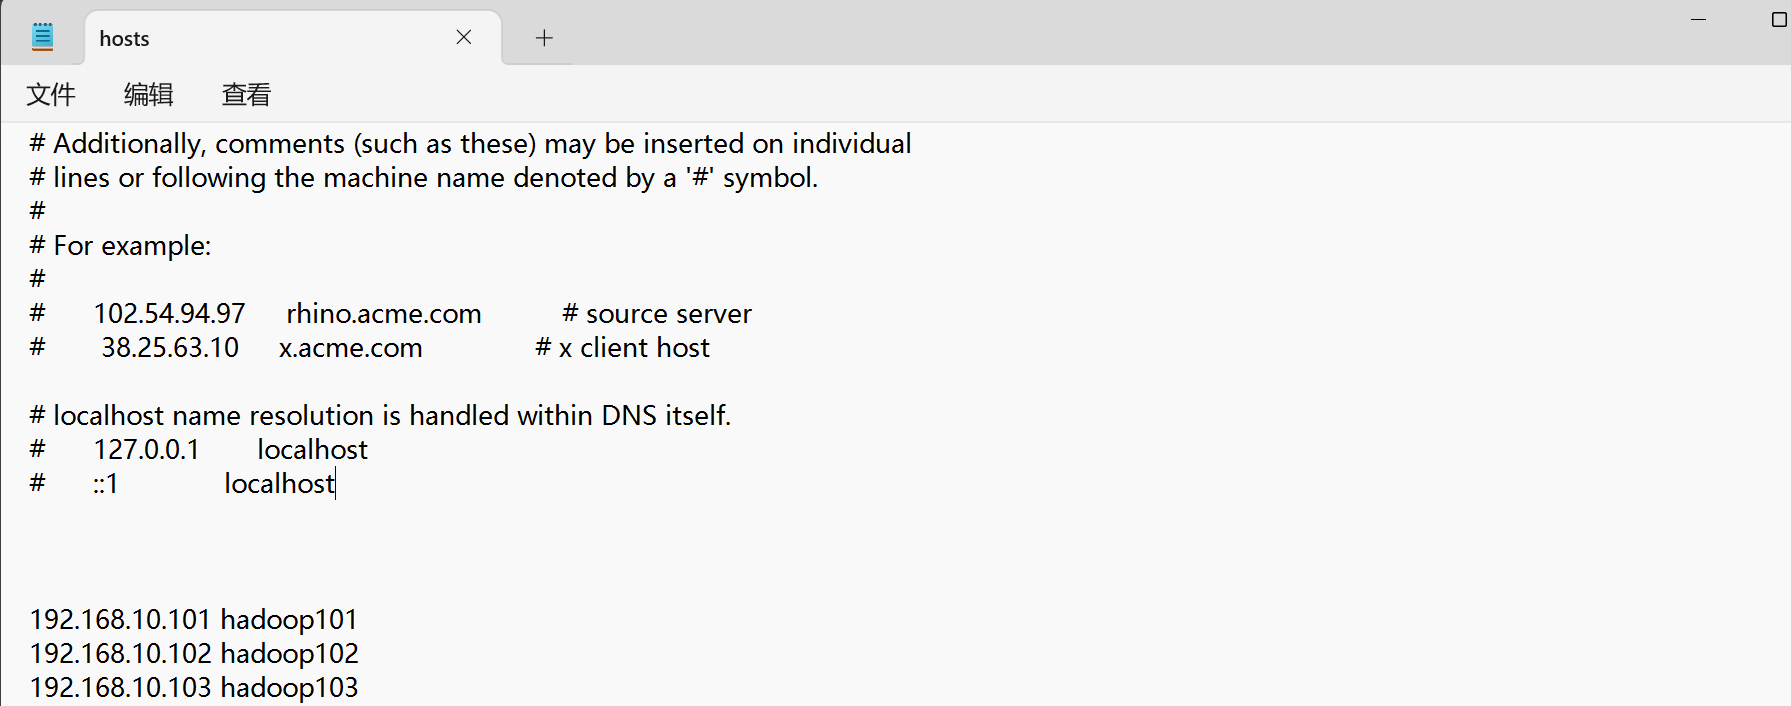 hosts
文件 编辑 查看
# Additionally, comments (such as these) may be inserted on individual
# lines or following the machine name denoted by a '#' symbol.
#
# For example:
#
#      102.54.94.97     rhino.acme.com          # source server
#       38.25.63.10     x.acme.com              # x client host
# localhost name resolution is handled within DNS itself.
#      127.0.0.1       localhost
#      ::1             localhost
192.168.10.101 hadoop101
192.168.10.102 hadoop102
192.168.10.103 hadoop103